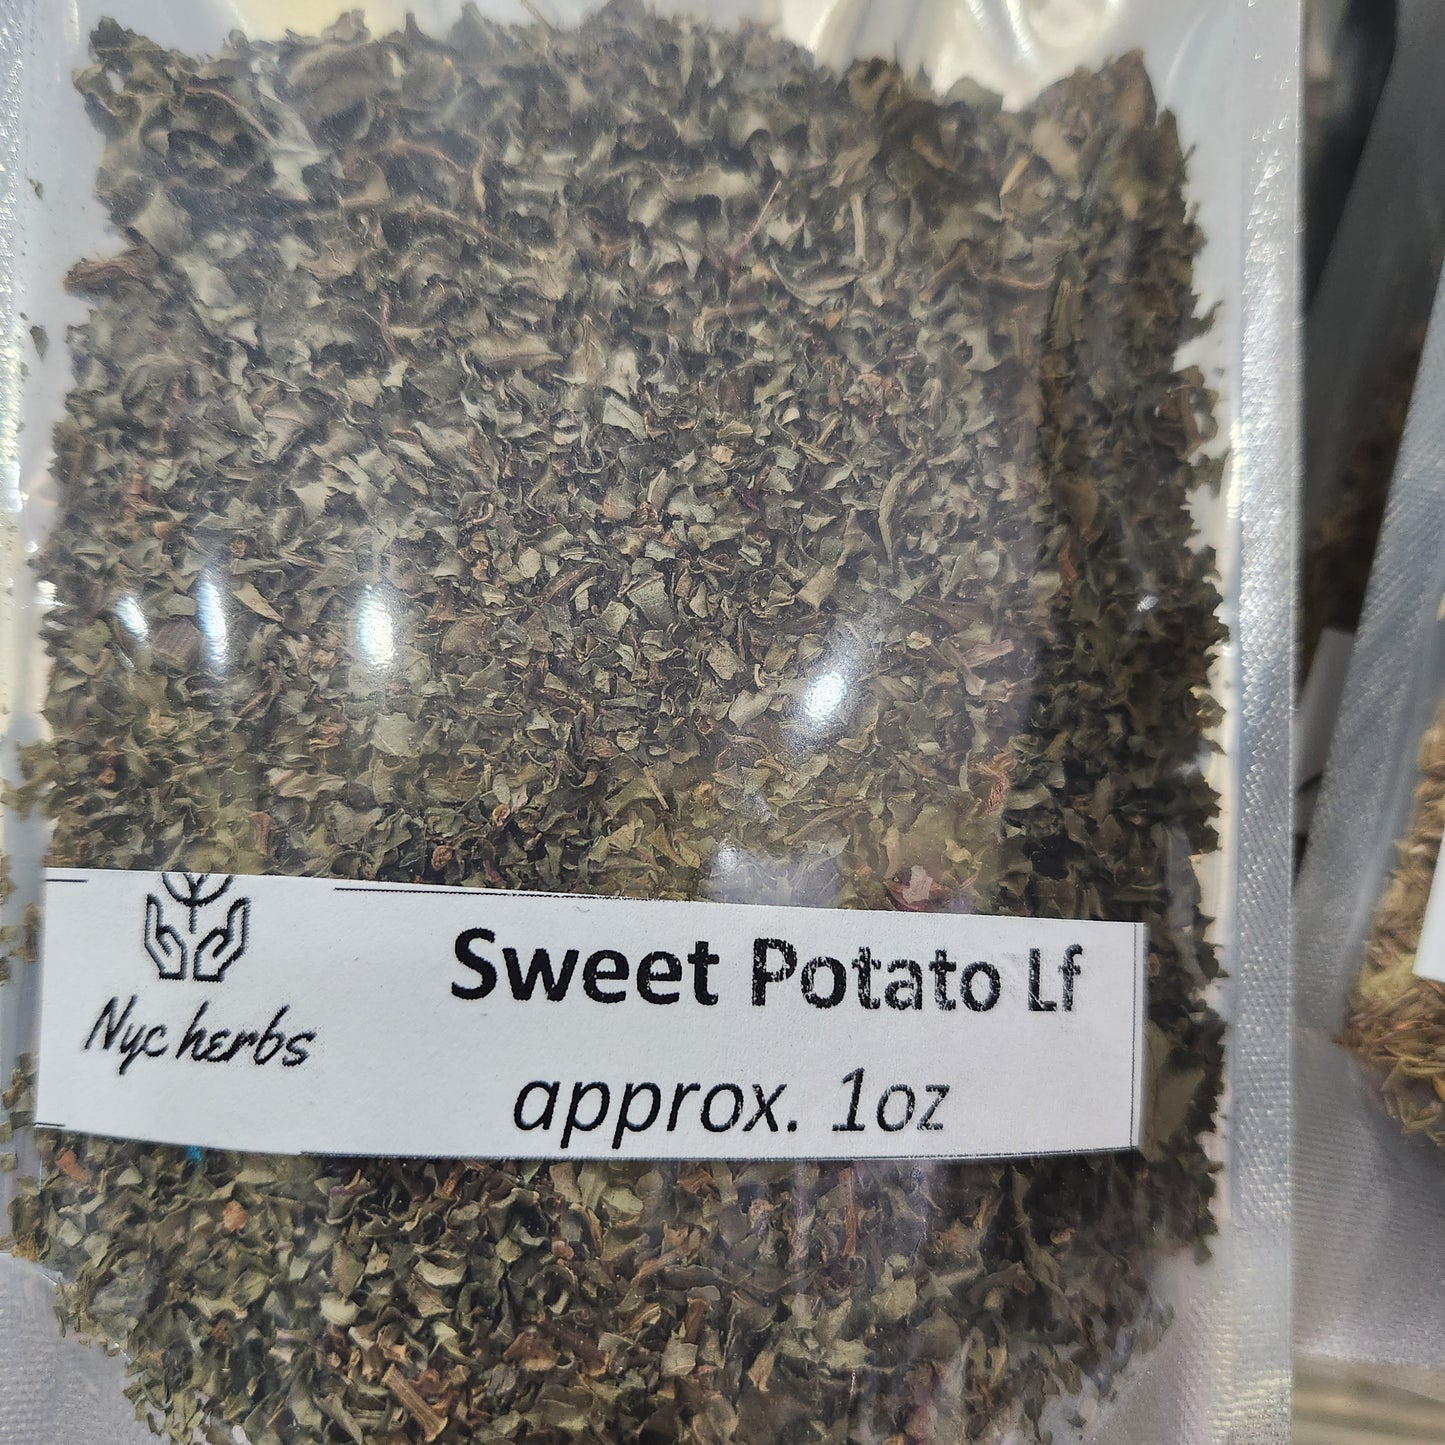 Sweet Potato Lf
Nyc herbs
approx. 1oz